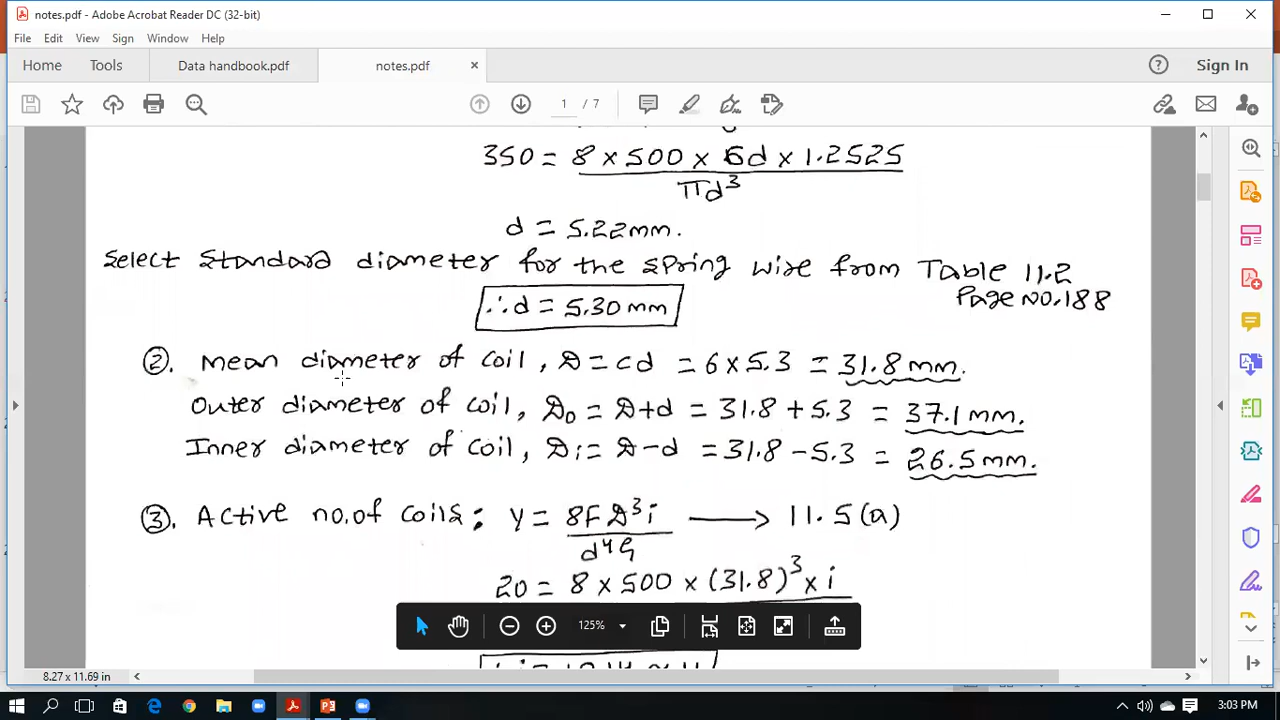 notes.pdf - Adobe Acrobat Reader DC (32-bit)
File Edit View Sign Window Help
Home Tools Data handbook.pdf notes.pdf × Sign In
1 / 7
350 = 8 × 500 × 6d × 1.2525
πd³
d = 5.22mm.
Select Standard diameter for the spring wire from Table 11.2
Page No.188
∴d = 5.30 mm
②. Mean diameter of coil, D = cd = 6 × 5.3 = 31.8 mm.
Outer diameter of coil, Do = D+d = 31.8 + 5.3 = 37.1 mm.
Inner diameter of coil, Di = D-d = 31.8 - 5.3 = 26.5 mm.
③. Active no.of coils: y = 8FD³i → 11.5(a)
d⁴G
20 = 8 × 500 × (31.8)³ × i
125%
8.27 x 11.69 in
3:03 PM